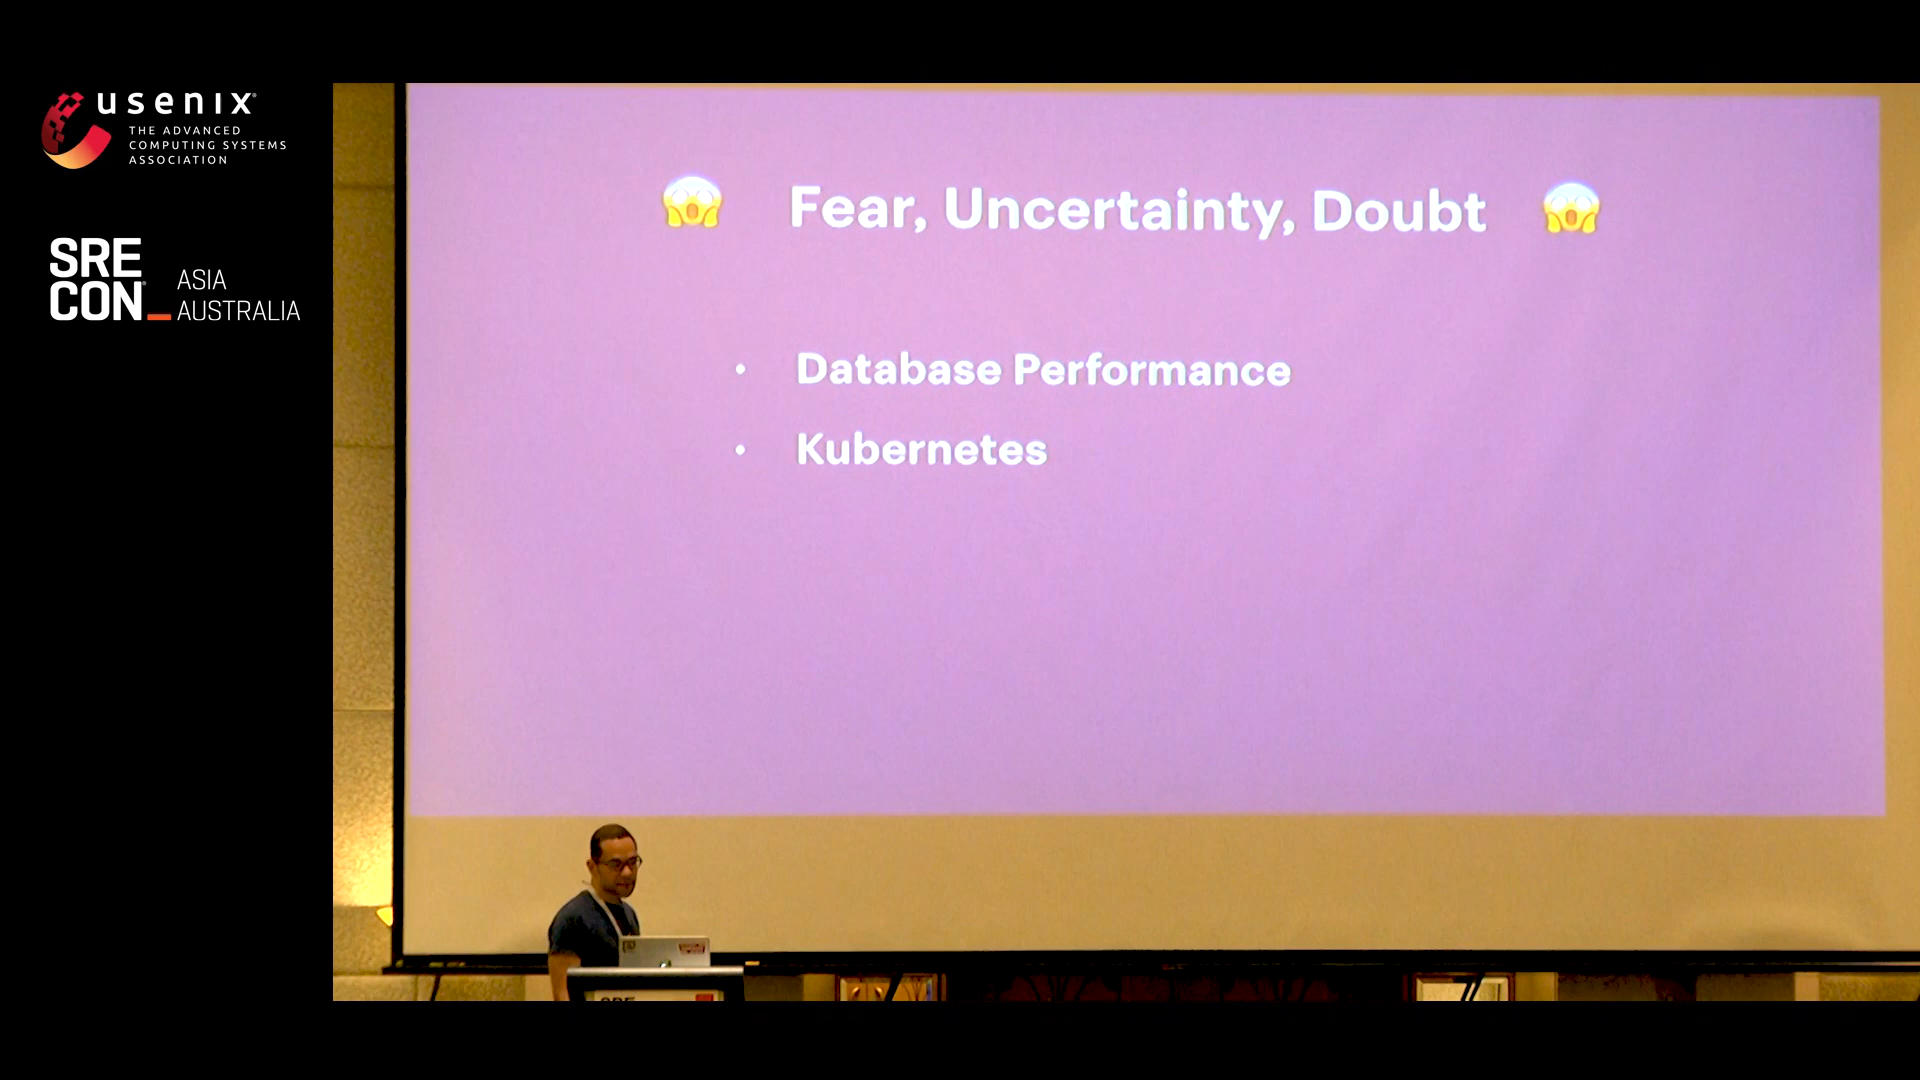 usenix
THE ADVANCED
COMPUTING SYSTEMS
ASSOCIATION
SRE
CON
ASIA
AUSTRALIA
😱 Fear, Uncertainty, Doubt 😱
• Database Performance
• Kubernetes